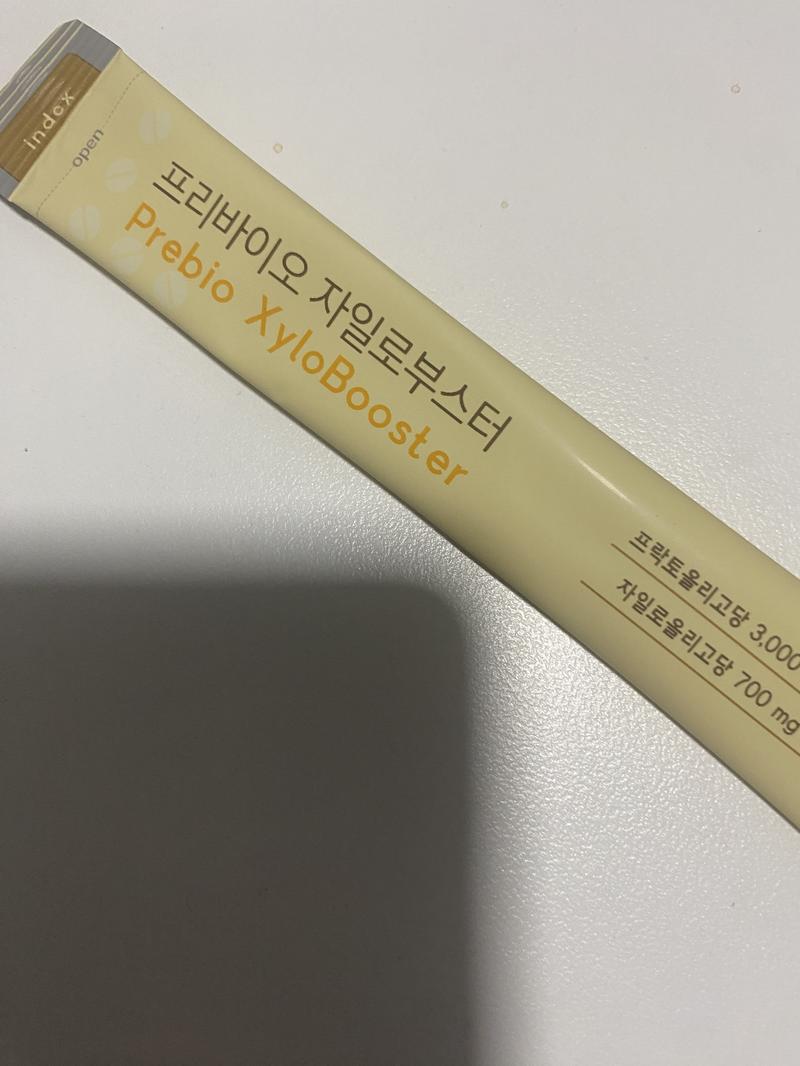 index
open
프리바이오 자일로부스터
Prebio XyloBooster
프락토올리고당 3,000
자일로올리고당 700 mg